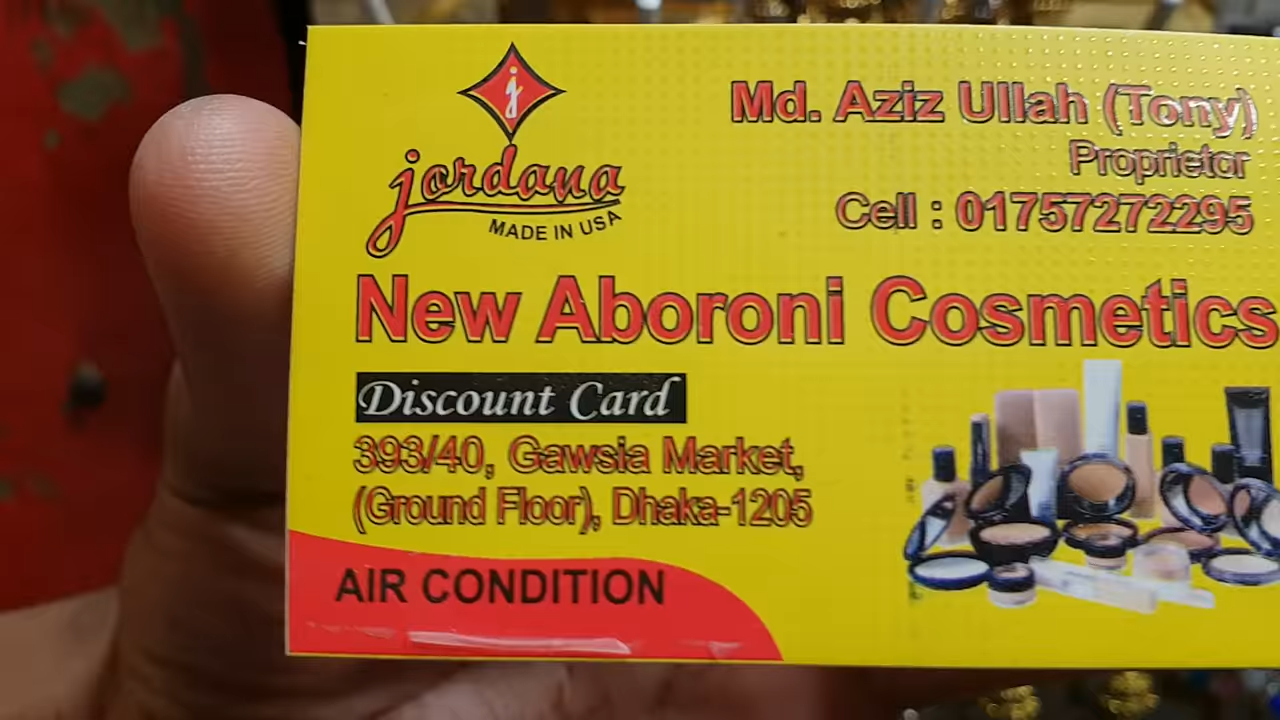 j
jordana
MADE IN USA
Md. Aziz Ullah (Tony)
Proprietor
Cell : 01757272295
New Aboroni Cosmetics
Discount Card
393/40, Gawsia Market,
(Ground Floor), Dhaka-1205
AIR CONDITION